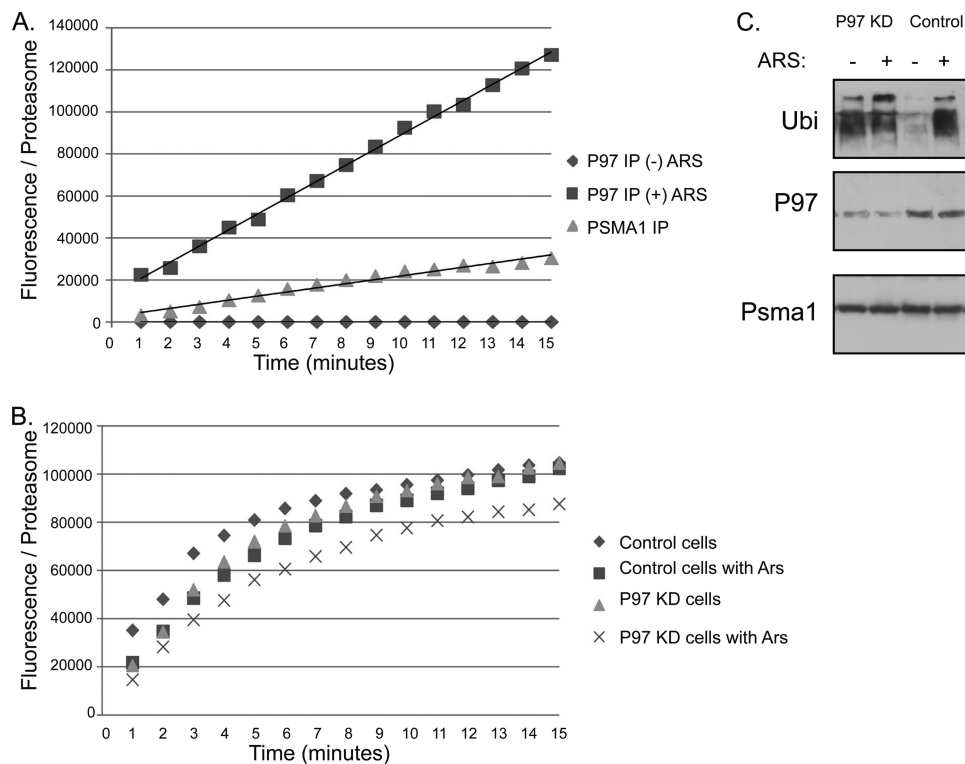 A.
Fluorescence / Proteasome
140000
120000
100000
80000
60000
40000
20000
0
0 1 2 3 4 5 6 7 8 9 10 11 12 13 14 15
Time (minutes)
P97 IP (-) ARS
P97 IP (+) ARS
PSMA1 IP
C.
P97 KD Control
ARS: - + - +
Ubi
P97
Psma1
B.
Fluorescence / Proteasome
120000
100000
80000
60000
40000
20000
0
0 1 2 3 4 5 6 7 8 9 10 11 12 13 14 15
Time (minutes)
Control cells
Control cells with Ars
P97 KD cells
P97 KD cells with Ars